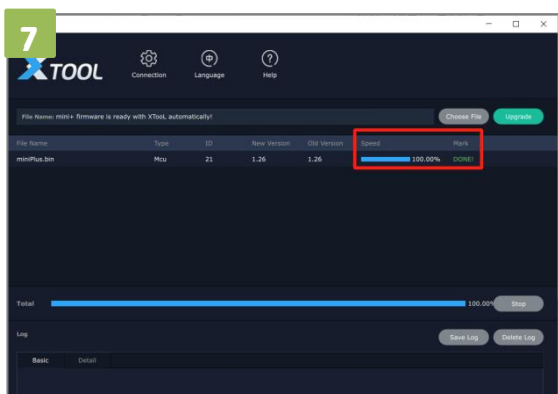 7
XTOOL
Connection
Language
Help
File Name: mini+ firmware is ready with XTool automatically!
Choose File
Upgrade
File Name Type ID New Version Old Version Speed Mark
miniPlus.bin Mcu 21 1.26 1.26 100.00% DONE!
Total 100.00% Stop
Log Save Log Delete Log
Basic Detail